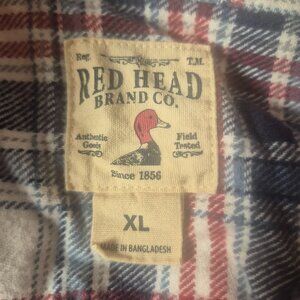 Reg. T.M.
RED HEAD
BRAND CO.
Authentic Field
Goods Tested
Since 1856
XL
MADE IN BANGLADESH